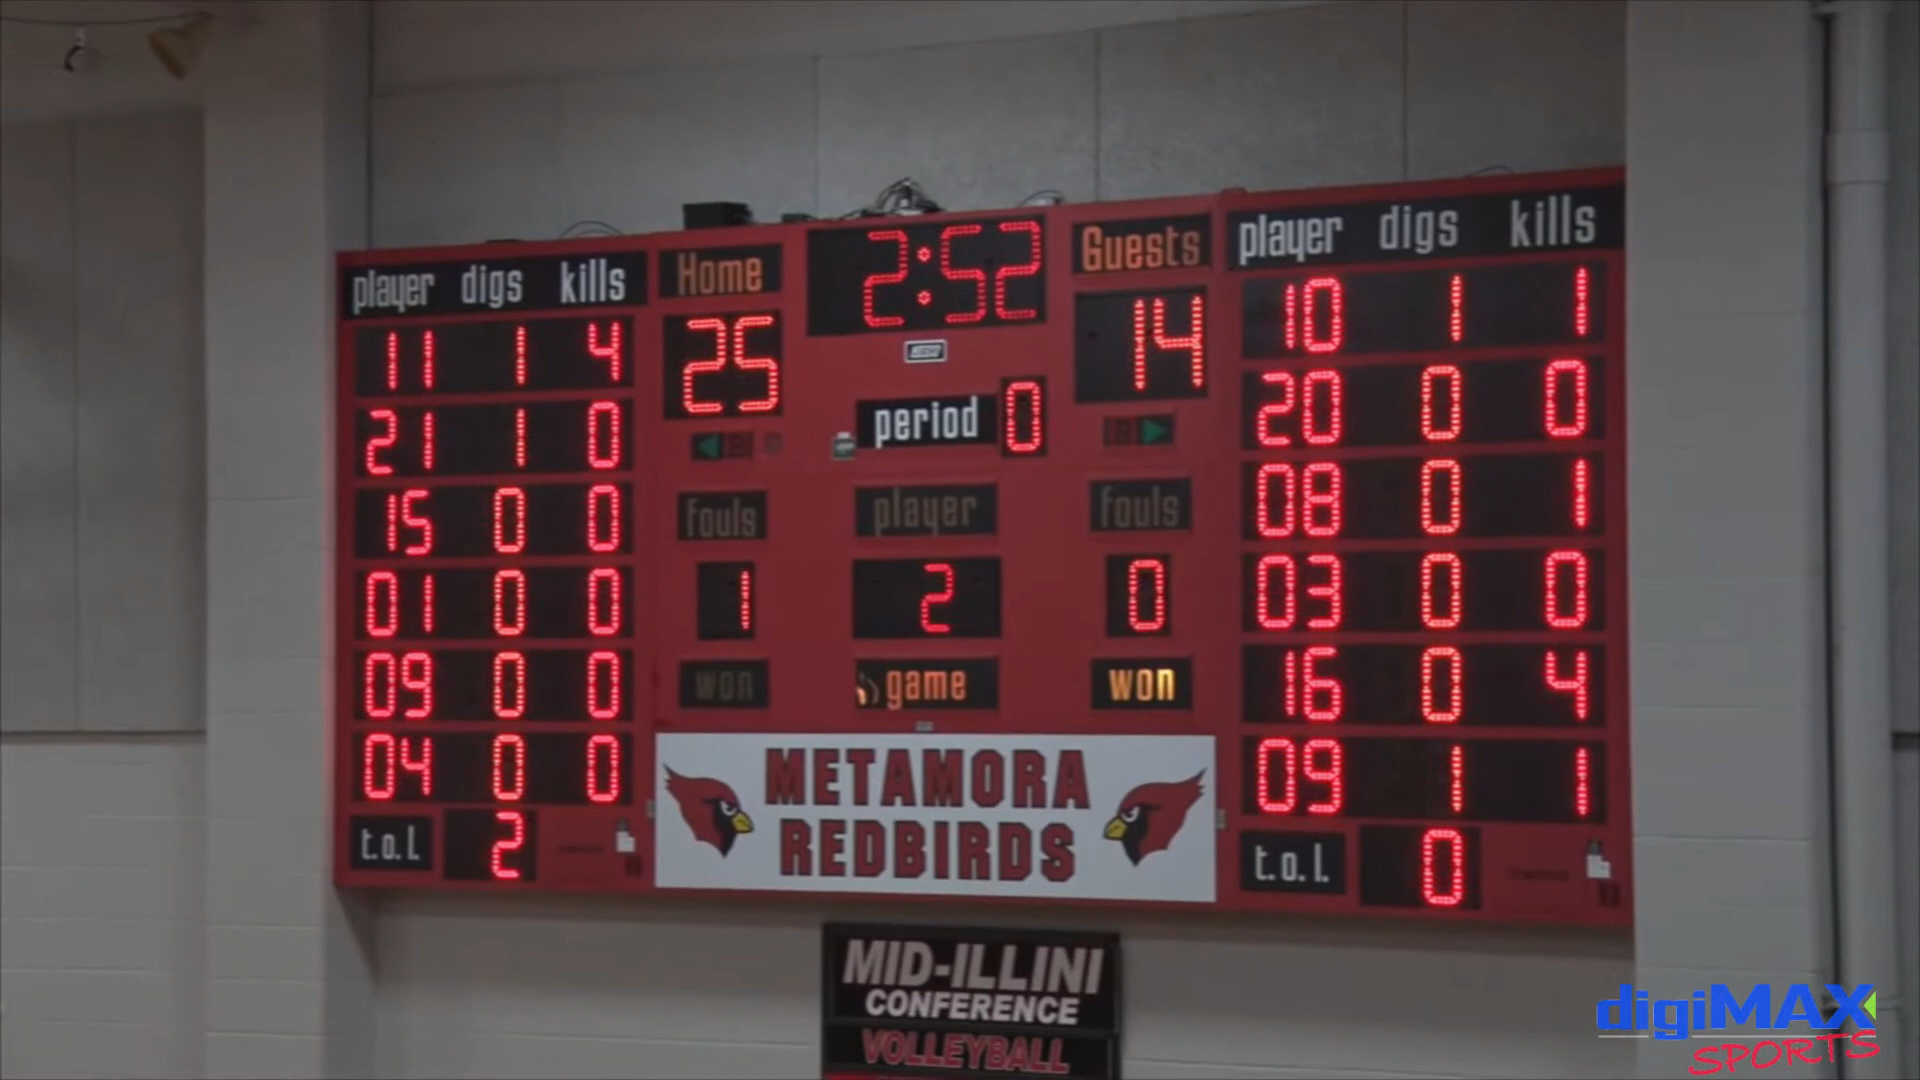 player digs kills
11 1 4
21 1 0
15 0 0
01 0 0
09 0 0
04 0 0
t.o.l. 2
Home 2:52 Guests
25 14
period 0
fouls player fouls
1 2 0
won game won
METAMORA
REDBIRDS
player digs kills
10 1 1
20 0 0
08 0 1
03 0 0
16 0 4
09 1 1
t.o.l. 0
MID-ILLINI
CONFERENCE
VOLLEYBALL
digiMAX
SPORTS